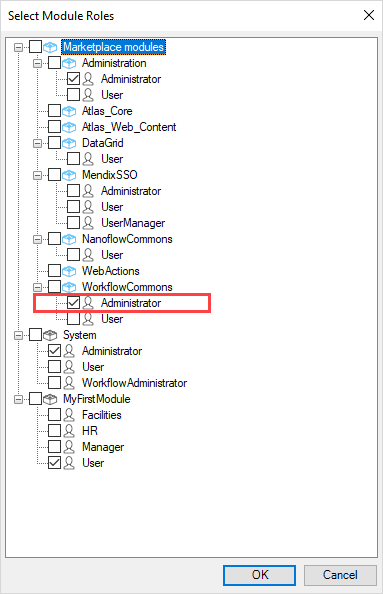 Select Module Roles
Marketplace modules
Administration
Administrator
User
Atlas_Core
Atlas_Web_Content
DataGrid
User
MendixSSO
Administrator
User
UserManager
NanoflowCommons
User
WebActions
WorkflowCommons
Administrator
User
System
Administrator
User
WorkflowAdministrator
MyFirstModule
Facilities
HR
Manager
User
OK Cancel